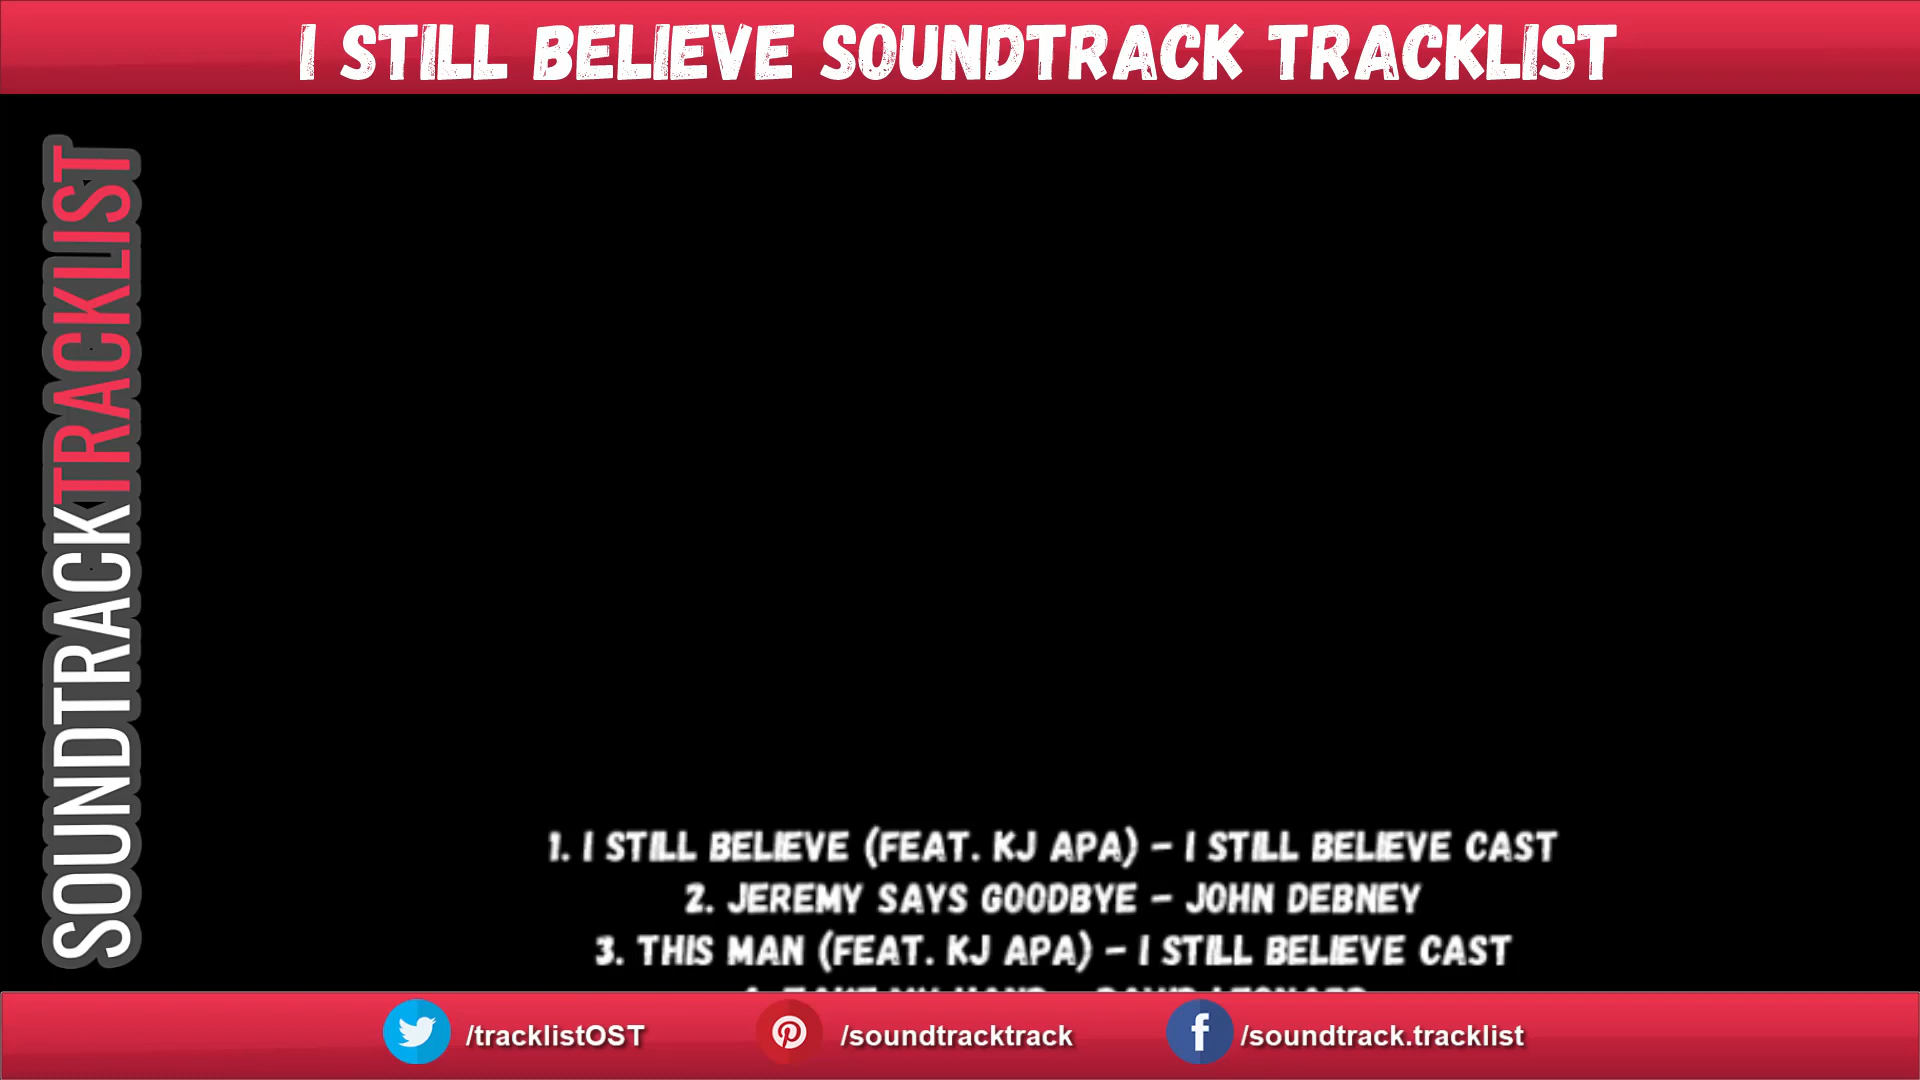 I STILL BELIEVE SOUNDTRACK TRACKLIST
SOUNDTRACKTRACKLIST
1. I STILL BELIEVE (FEAT. KJ APA) – I STILL BELIEVE CAST
2. JEREMY SAYS GOODBYE – JOHN DEBNEY
3. THIS MAN (FEAT. KJ APA) – I STILL BELIEVE CAST
/tracklistOST
/soundtracktrack
/soundtrack.tracklist